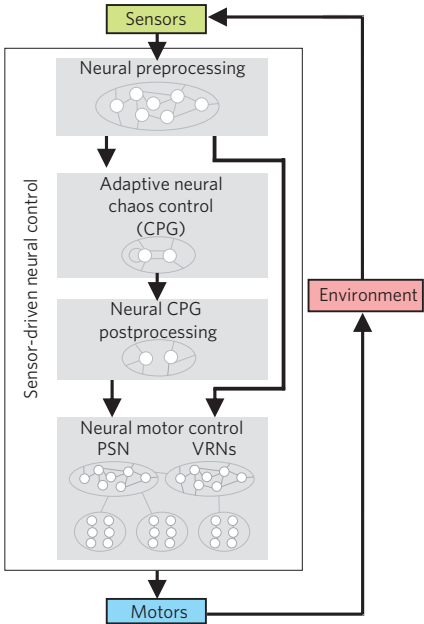 Sensors
Neural preprocessing
Adaptive neural
chaos control
(CPG)
Sensor-driven neural control
Environment
Neural CPG
postprocessing
Neural motor control
PSN VRNs
Motors